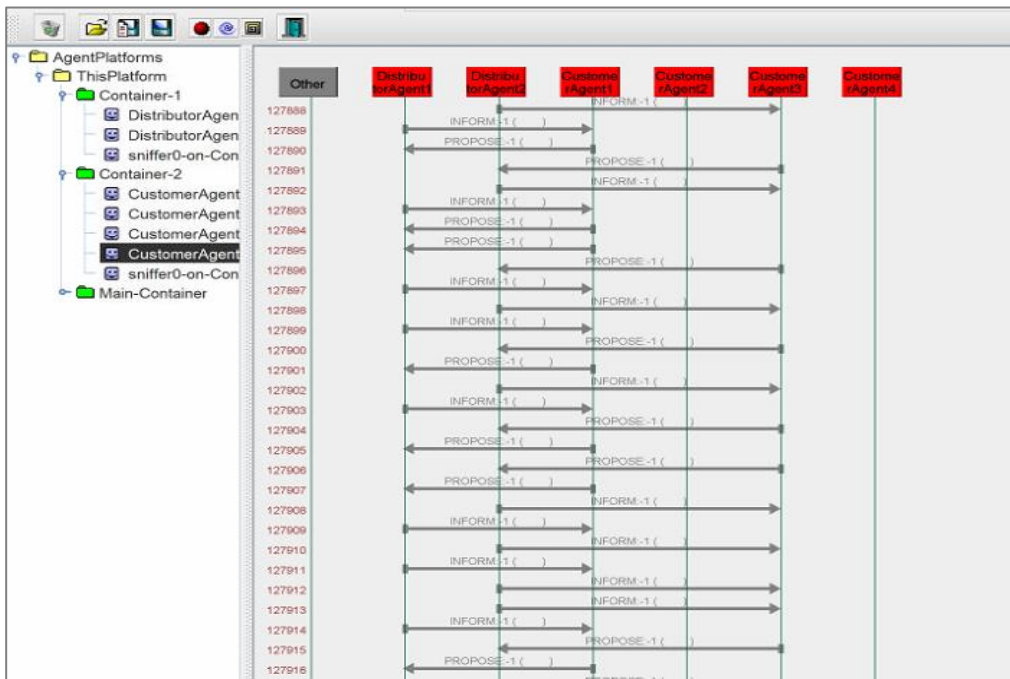 AgentPlatforms
ThisPlatform
Container-1
DistributorAgen
DistributorAgen
sniffer0-on-Con
Container-2
CustomerAgent
CustomerAgent
CustomerAgent
CustomerAgent
sniffer0-on-Con
Main-Container
Other
Distribu
torAgent1
Distribu
torAgent2
Custome
rAgent1
Custome
rAgent2
Custome
rAgent3
Custome
rAgent4
127888 INFORM:-1 ( )
127889 INFORM:-1 ( )
127890 PROPOSE:-1 ( )
127891 PROPOSE:-1 ( )
127892 INFORM:-1 ( )
127893 INFORM:-1 ( )
127894 PROPOSE:-1 ( )
127895 PROPOSE:-1 ( )
127896 PROPOSE:-1 ( )
127897 INFORM:-1 ( )
127898 INFORM:-1 ( )
127899 INFORM:-1 ( )
127900 PROPOSE:-1 ( )
127901 PROPOSE:-1 ( )
127902 INFORM:-1 ( )
127903 INFORM:-1 ( )
127904 PROPOSE:-1 ( )
127905 PROPOSE:-1 ( )
127906 PROPOSE:-1 ( )
127907 PROPOSE:-1 ( )
127908 INFORM:-1 ( )
127909 INFORM:-1 ( )
127910 INFORM:-1 ( )
127911 INFORM:-1 ( )
127912 INFORM:-1 ( )
127913 INFORM:-1 ( )
127914 INFORM:-1 ( )
127915 PROPOSE:-1 ( )
127916 PROPOSE:-1 ( )